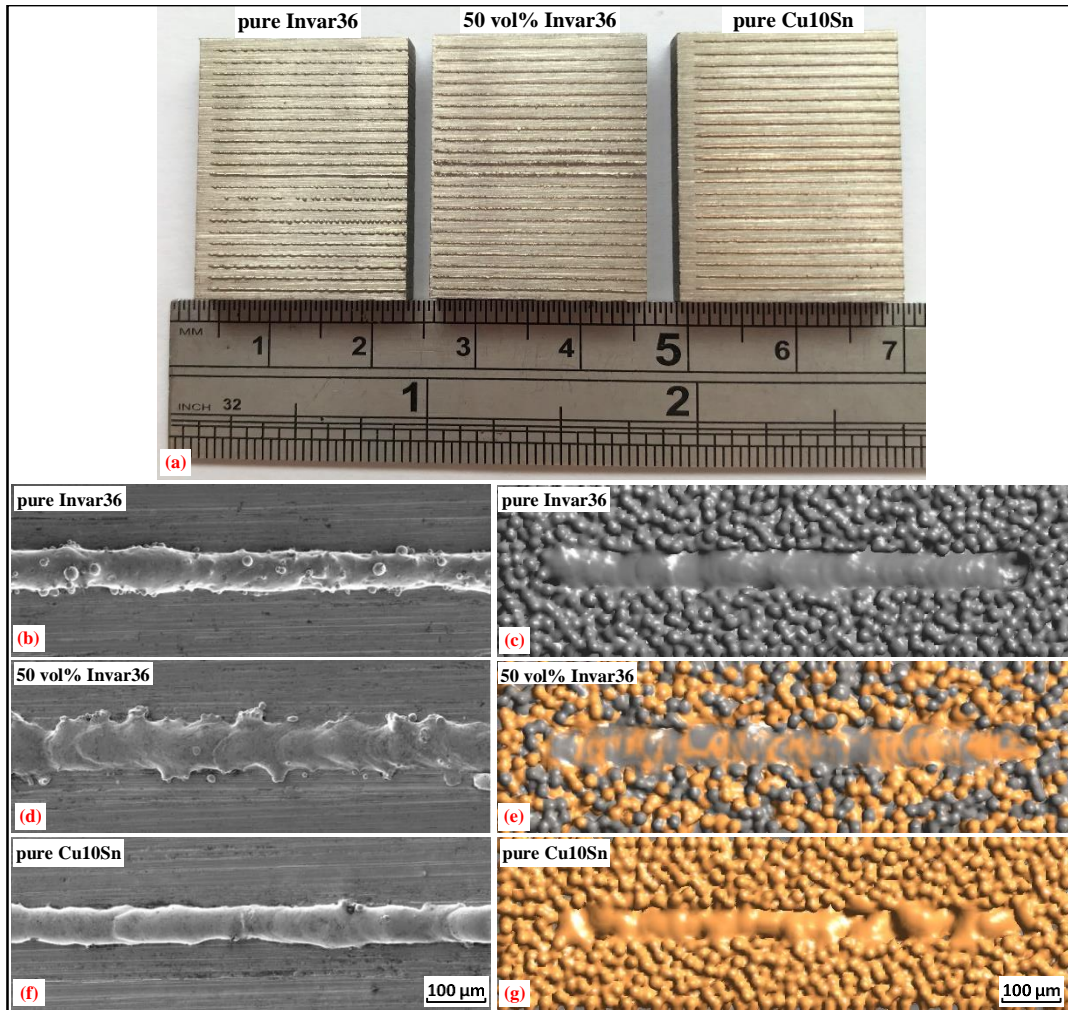 pure Invar36
50 vol% Invar36
pure Cu10Sn
MM
1 2 3 4 5 6 7
1 2
INCH 32
(a)
pure Invar36
(b)
pure Invar36
(c)
50 vol% Invar36
(d)
50 vol% Invar36
(e)
pure Cu10Sn
(f)
100 μm
pure Cu10Sn
(g)
100 μm